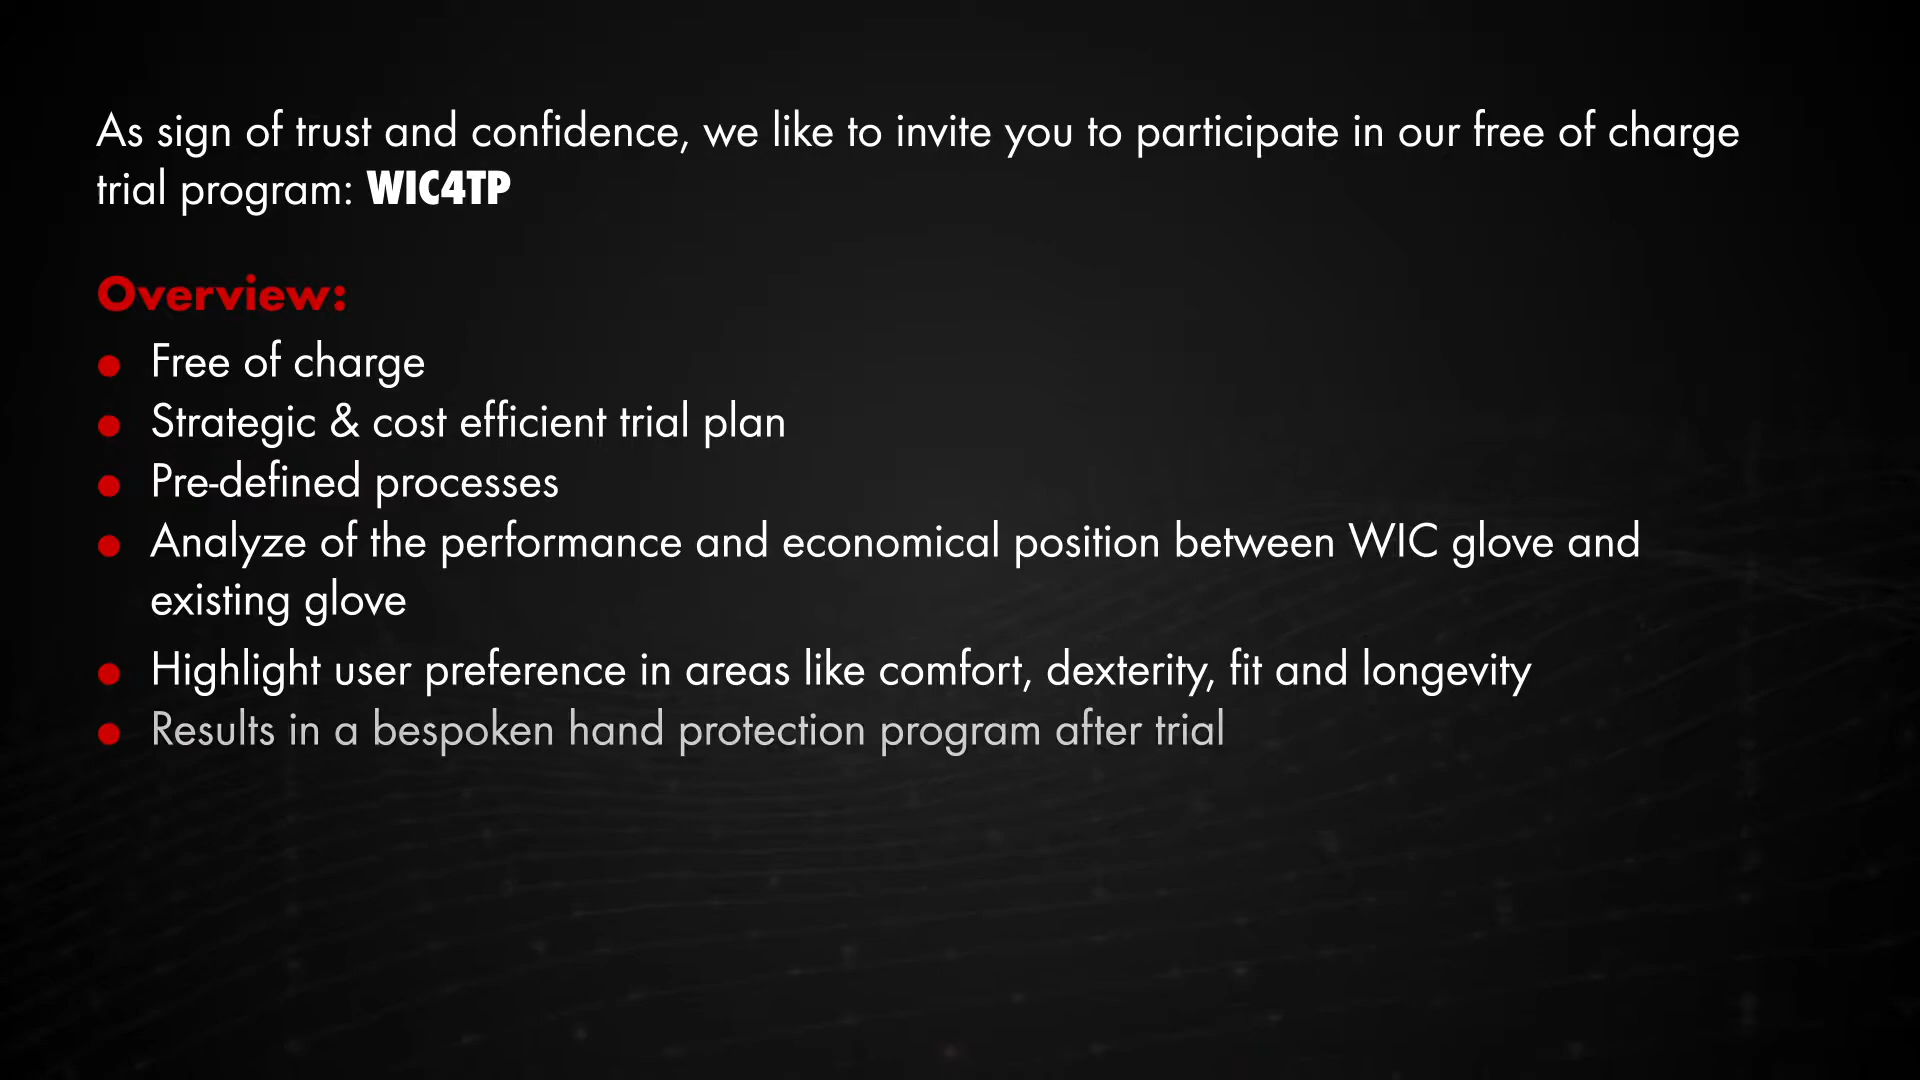 As sign of trust and confidence, we like to invite you to participate in our free of charge
trial program: WIC4TP
Overview:
Free of charge
Strategic & cost efficient trial plan
Pre-defined processes
Analyze of the performance and economical position between WIC glove and
existing glove
Highlight user preference in areas like comfort, dexterity, fit and longevity
Results in a bespoken hand protection program after trial